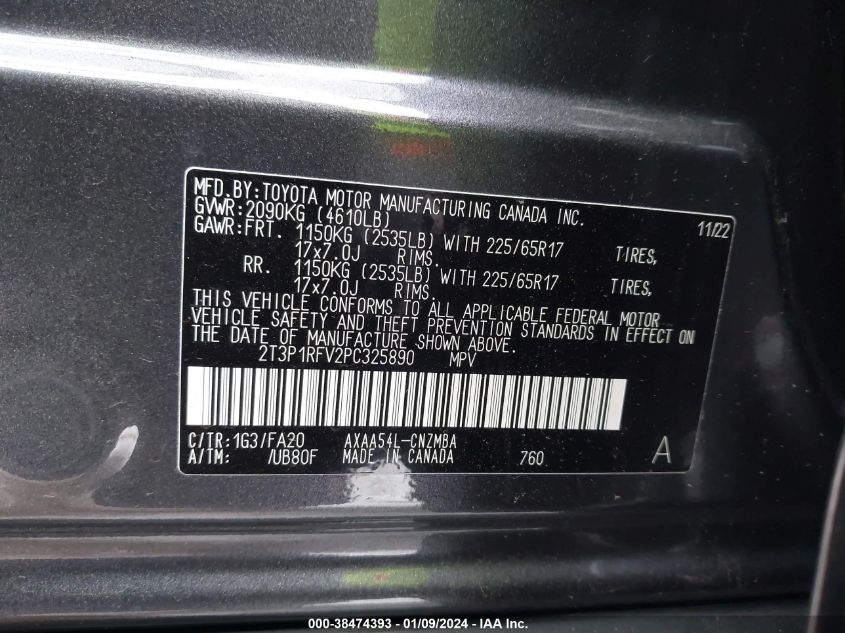 MFD.BY:TOYOTA MOTOR MANUFACTURING CANADA INC.
GVWR:2090KG (4610LB) 11/22
GAWR:FRT. 1150KG (2535LB) WITH 225/65R17 TIRES,
17x7.0J RIMS.
RR. 1150KG (2535LB) WITH 225/65R17 TIRES,
17x7.0J RIMS.
THIS VEHICLE CONFORMS TO ALL APPLICABLE FEDERAL MOTOR
VEHICLE SAFETY AND THEFT PREVENTION STANDARDS IN EFFECT ON
THE DATE OF MANUFACTURE SHOWN ABOVE.
2T3P1RFV2PC325890 MPV
C/TR:1G3/FA20 AXAA54L-CNZMBA
A/TM: /UB80F MADE IN CANADA 760 A
000-38474393 - 01/09/2024 - IAA Inc.